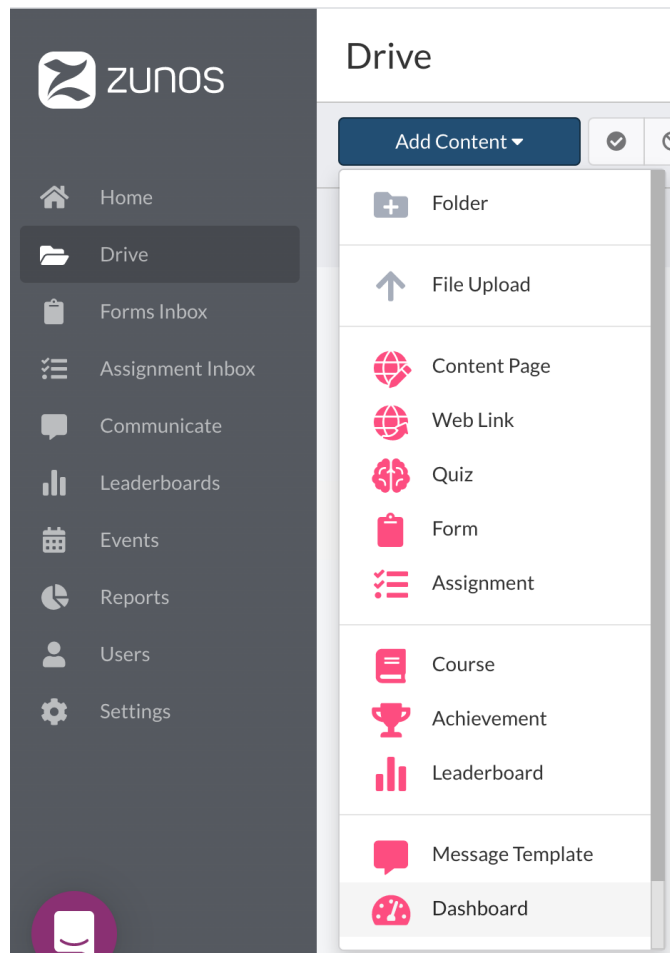 zunos
Home
Drive
Forms Inbox
Assignment Inbox
Communicate
Leaderboards
Events
Reports
Users
Settings
Drive
Add Content
Folder
File Upload
Content Page
Web Link
Quiz
Form
Assignment
Course
Achievement
Leaderboard
Message Template
Dashboard